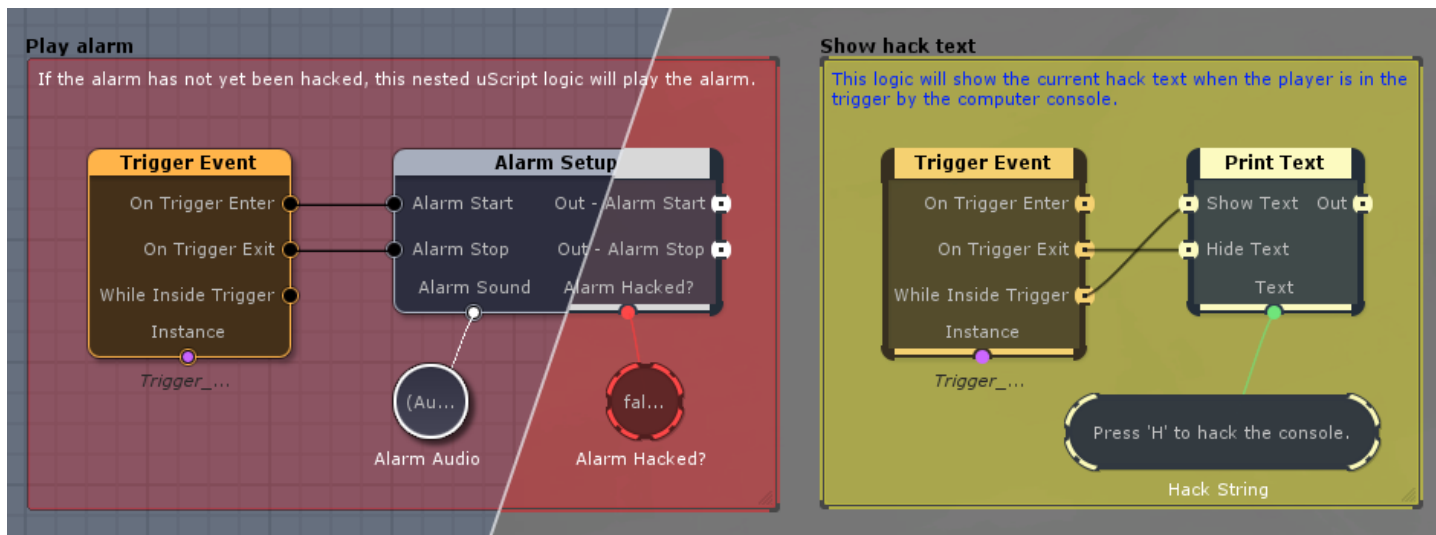 Play alarm
If the alarm has not yet been hacked, this nested uScript logic will play the alarm.
Trigger Event
On Trigger Enter
On Trigger Exit
While Inside Trigger
Instance
Trigger_...
Alarm Setup
Alarm Start
Out - Alarm Start
Alarm Stop
Out - Alarm Stop
Alarm Sound
Alarm Hacked?
(Au...
fal...
Alarm Audio
Alarm Hacked?
Show hack text
This logic will show the current hack text when the player is in the
trigger by the computer console.
Trigger Event
On Trigger Enter
On Trigger Exit
While Inside Trigger
Instance
Trigger_...
Print Text
Show Text
Out
Hide Text
Text
Press 'H' to hack the console.
Hack String